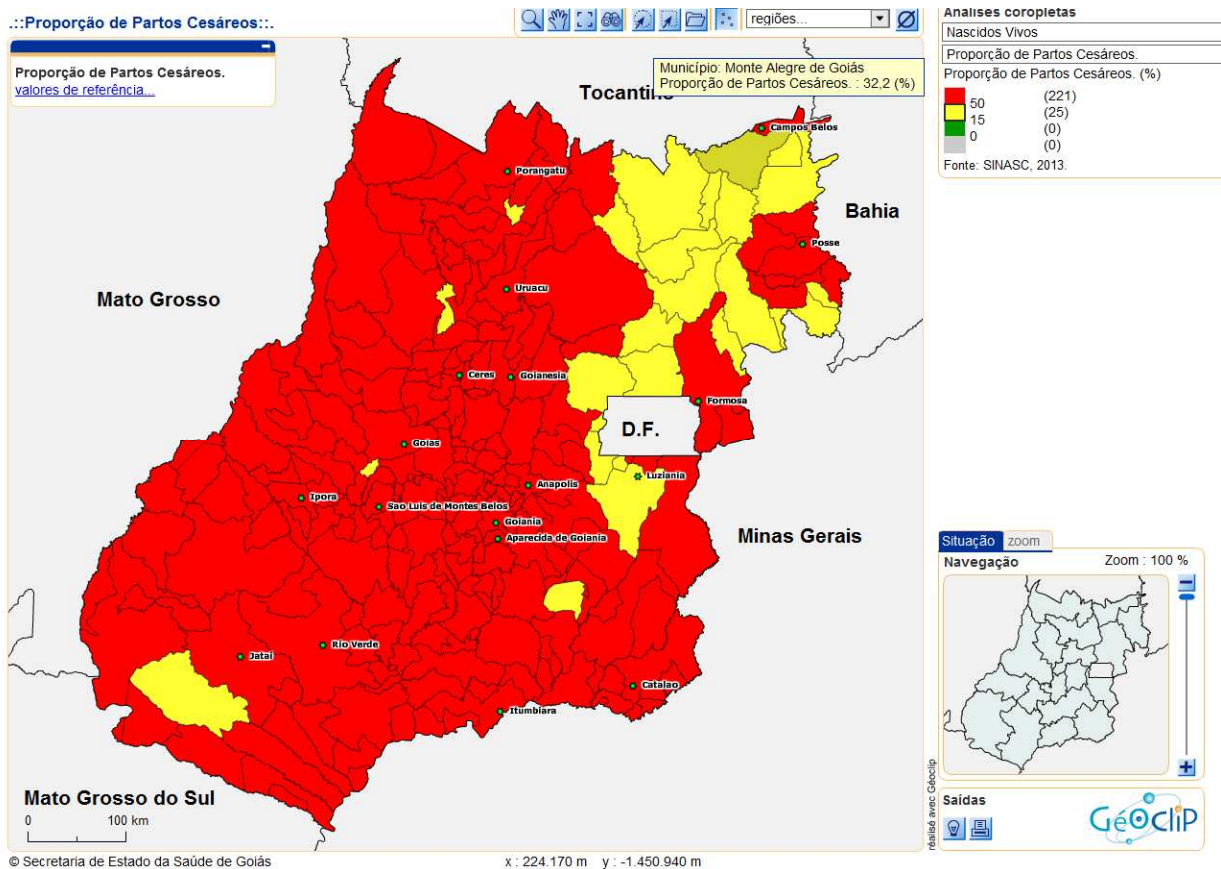 .::Proporção de Partos Cesáreos::.
regiões...
Proporção de Partos Cesáreos.
valores de referência...
Município: Monte Alegre de Goiás
Proporção de Partos Cesáreos. : 32,2 (%)
Tocantins
Campos Belos
Porangatu
Bahia
Posse
Mato Grosso
Uruacu
Ceres
Goianesia
Formosa
D.F.
Goias
Luziania
Anapolis
Ipora
Sao Luis de Montes Belos
Goiania
Aparecida de Goiania
Minas Gerais
Rio Verde
Jatai
Catalao
Itumbiara
Mato Grosso do Sul
0 100 km
© Secretaria de Estado da Saúde de Goiás
x : 224.170 m y : -1.450.940 m
réalisé avec Géoclip
Análises coropletas
Nascidos Vivos
Proporção de Partos Cesáreos.
Proporção de Partos Cesáreos. (%)
(221)
50
(25)
15
(0)
0
(0)
Fonte: SINASC, 2013.
Situação zoom
Navegação Zoom : 100 %
Saídas
GéoclIP